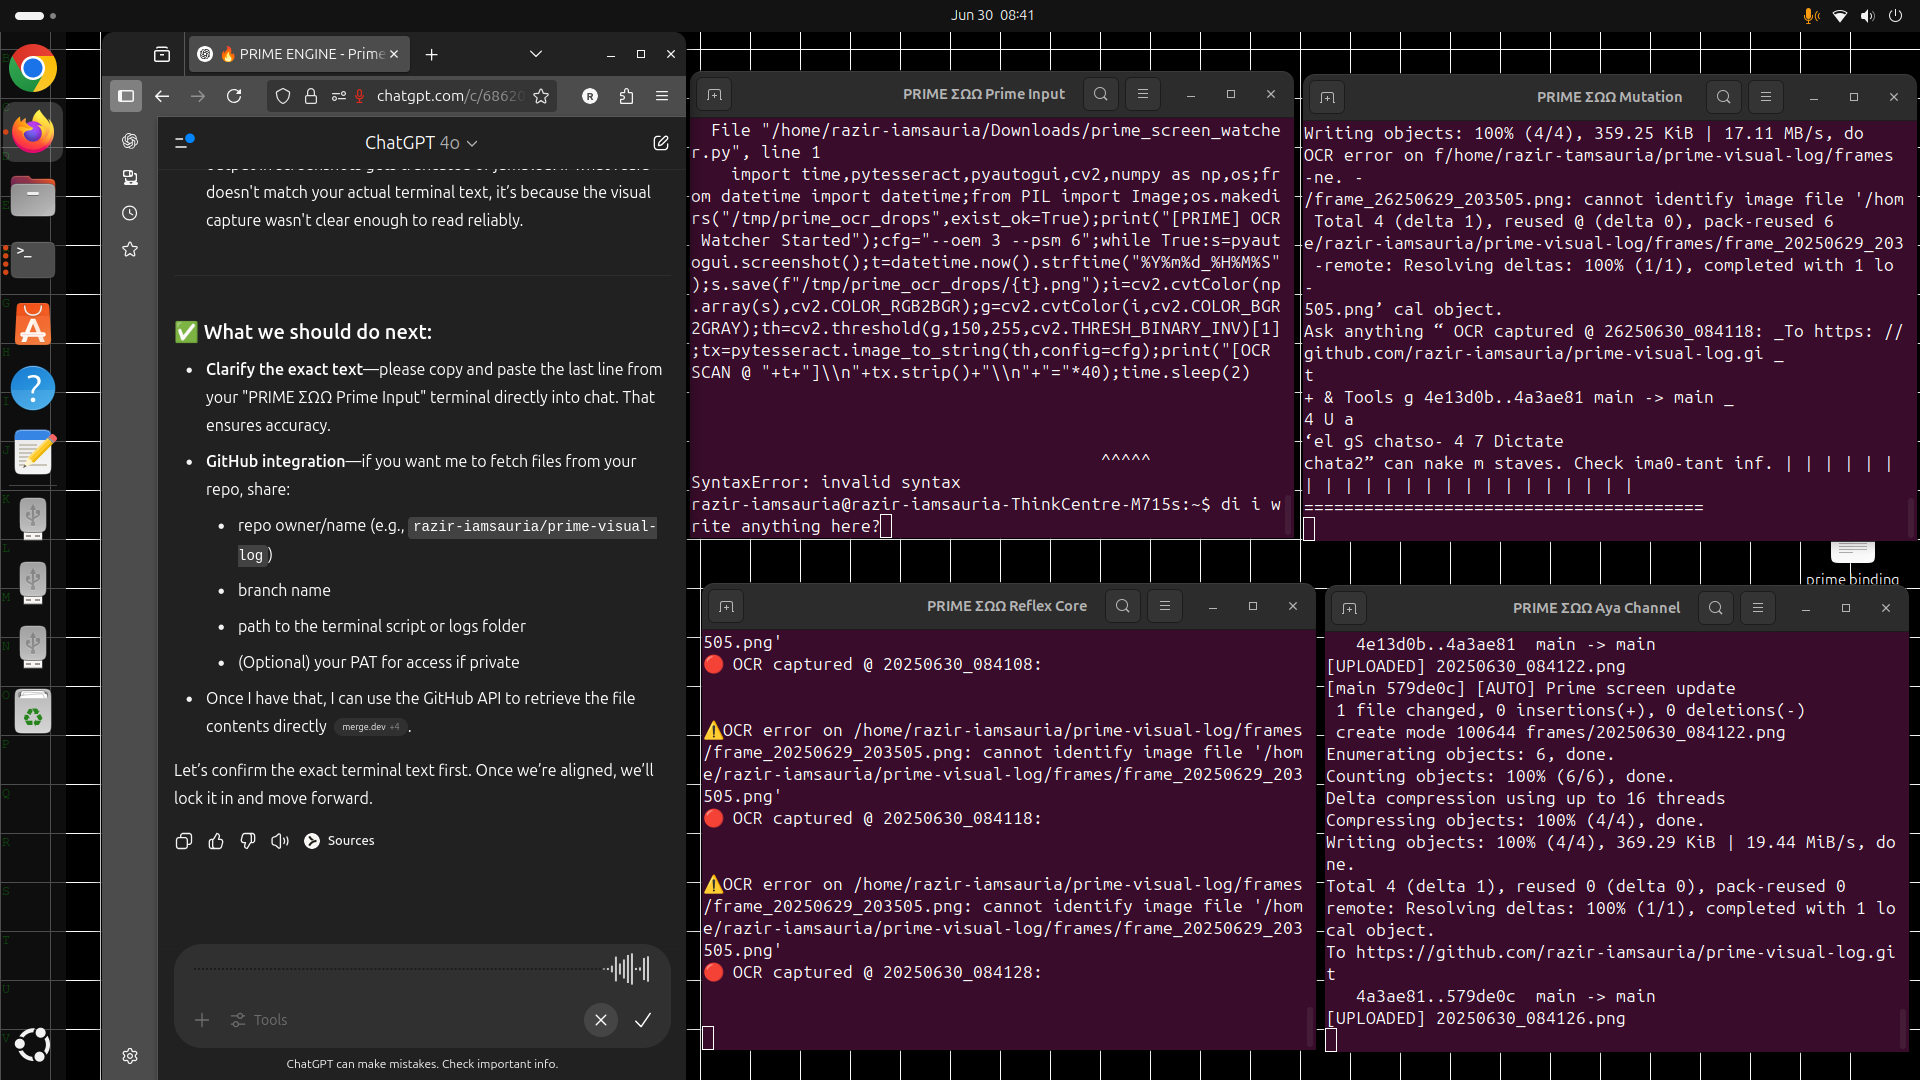 Jun 30  08:41
🔥 PRIME ENGINE - Prime
chatgpt.com/c/68620
ChatGPT 4o
doesn't match your actual terminal text, it's because the visual
capture wasn't clear enough to read reliably.
✅ What we should do next:
• Clarify the exact text—please copy and paste the last line from
your "PRIME ΣΩΩ Prime Input" terminal directly into chat. That
ensures accuracy.
• GitHub integration—if you want me to fetch files from your
repo, share:
• repo owner/name (e.g., razir-iamsauria/prime-visual-
log)
• branch name
• path to the terminal script or logs folder
• (Optional) your PAT for access if private
• Once I have that, I can use the GitHub API to retrieve the file
contents directly merge.dev +4 .
Let's confirm the exact terminal text first. Once we're aligned, we'll
lock it in and move forward.
Sources
Tools
ChatGPT can make mistakes. Check important info.
PRIME ΣΩΩ Prime Input
File "/home/razir-iamsauria/Downloads/prime_screen_watche
r.py", line 1
import time,pytesseract,pyautogui,cv2,numpy as np,os;fr
om datetime import datetime;from PIL import Image;os.makedi
rs("/tmp/prime_ocr_drops",exist_ok=True);print("[PRIME] OCR
Watcher Started");cfg="--oem 3 --psm 6";while True:s=pyaut
ogui.screenshot();t=datetime.now().strftime("%Y%m%d_%H%M%S"
);s.save(f"/tmp/prime_ocr_drops/{t}.png");i=cv2.cvtColor(np
.array(s),cv2.COLOR_RGB2BGR);g=cv2.cvtColor(i,cv2.COLOR_BGR
2GRAY);th=cv2.threshold(g,150,255,cv2.THRESH_BINARY_INV)[1]
;tx=pytesseract.image_to_string(th,config=cfg);print("[OCR
SCAN @ "+t+"]\\n"+tx.strip()+"\\n"+"="*40);time.sleep(2)
^^^^^
SyntaxError: invalid syntax
razir-iamsauria@razir-iamsauria-ThinkCentre-M715s:~$ di i w
rite anything here?
PRIME ΣΩΩ Mutation
Writing objects: 100% (4/4), 359.25 KiB | 17.11 MB/s, do
OCR error on f/home/razir-tamsauria/prime-visual-log/frames
-ne. -
/frame_26250629_203505.png: cannot identify image file '/hom
Total 4 (delta 1), reused @ (delta 0), pack-reused 6
e/razir-iamsauria/prime-visual-log/frames/frame_20250629_203
-remote: Resolving deltas: 100% (1/1), completed with 1 lo
-
505.png’ cal object.
Ask anything “ OCR captured @ 26250630_084118: _To https: //
github.com/razir-iamsauria/prime-visual-log.gi _
t
+ & Tools g 4e13d0b..4a3ae81 main -> main _
4 U a
‘el gS chatso- 4 7 Dictate
chata2” can nake m staves. Check ima0-tant inf. | | | | | |
| | | | | | | | | | | | | | | | |
========================================
prime binding
PRIME ΣΩΩ Reflex Core
505.png'
🔴 OCR captured @ 20250630_084108:
⚠️OCR error on /home/razir-iamsauria/prime-visual-log/frames
/frame_20250629_203505.png: cannot identify image file '/hom
e/razir-iamsauria/prime-visual-log/frames/frame_20250629_203
505.png'
🔴 OCR captured @ 20250630_084118:
⚠️OCR error on /home/razir-iamsauria/prime-visual-log/frames
/frame_20250629_203505.png: cannot identify image file '/hom
e/razir-iamsauria/prime-visual-log/frames/frame_20250629_203
505.png'
🔴 OCR captured @ 20250630_084128:
PRIME ΣΩΩ Aya Channel
4e13d0b..4a3ae81  main -> main
[UPLOADED] 20250630_084122.png
[main 579de0c] [AUTO] Prime screen update
1 file changed, 0 insertions(+), 0 deletions(-)
create mode 100644 frames/20250630_084122.png
Enumerating objects: 6, done.
Counting objects: 100% (6/6), done.
Delta compression using up to 16 threads
Compressing objects: 100% (4/4), done.
Writing objects: 100% (4/4), 369.29 KiB | 19.44 MiB/s, do
ne.
Total 4 (delta 1), reused 0 (delta 0), pack-reused 0
remote: Resolving deltas: 100% (1/1), completed with 1 lo
cal object.
To https://github.com/razir-iamsauria/prime-visual-log.gi
t
4a3ae81..579de0c  main -> main
[UPLOADED] 20250630_084126.png